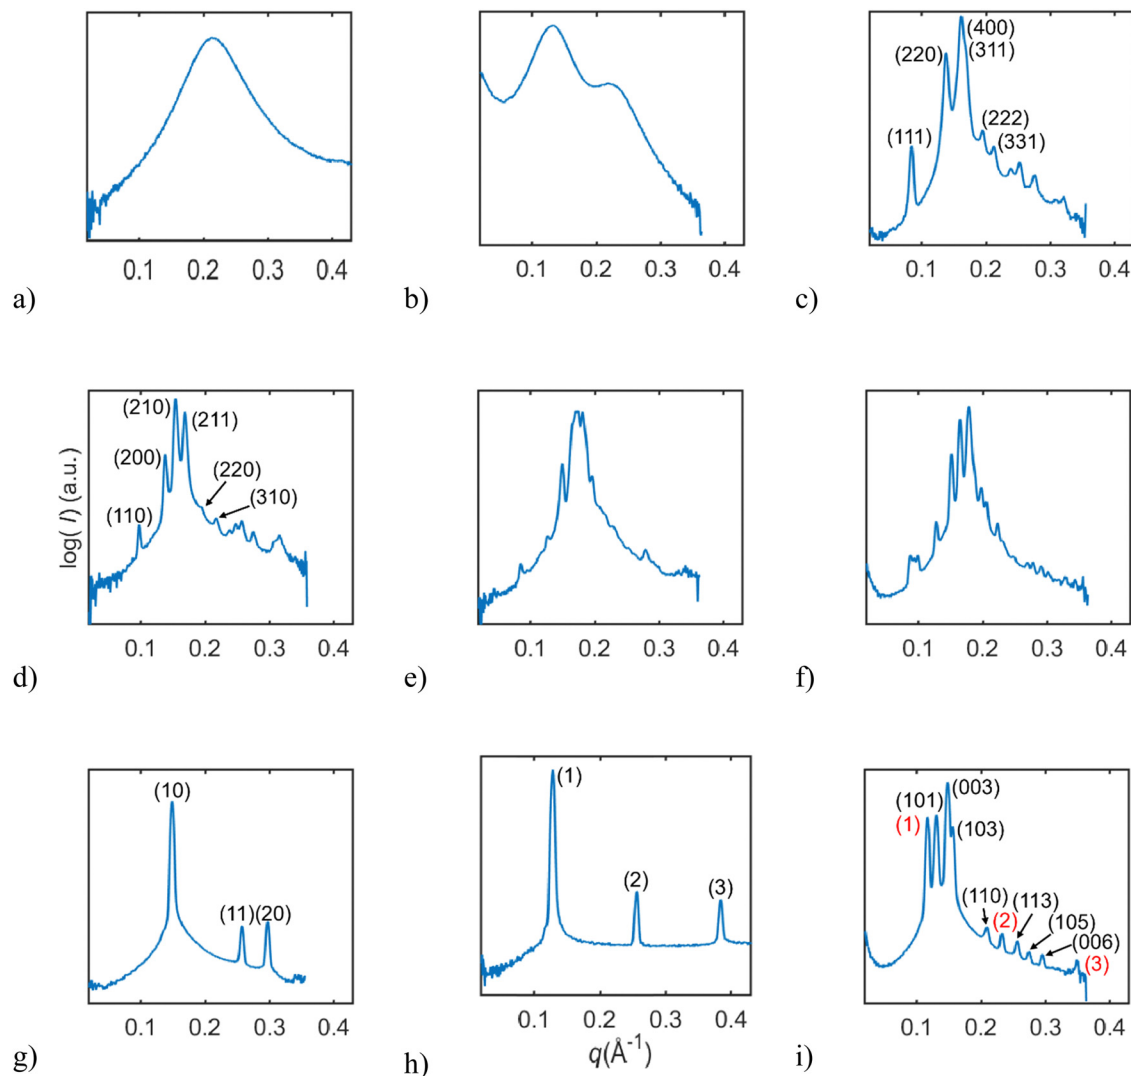 0.1 0.2 0.3 0.4
a)
0.1 0.2 0.3 0.4
b)
(400)
(220) (311)
(222)
(111) (331)
0.1 0.2 0.3 0.4
c)
log( I) (a.u.)
(210)
(211)
(200)
(220)
(310)
(110)
0.1 0.2 0.3 0.4
d)
0.1 0.2 0.3 0.4
e)
0.1 0.2 0.3 0.4
f)
(10)
(11) (20)
0.1 0.2 0.3 0.4
g)
(1)
(2) (3)
0.1 0.2 0.3 0.4
q(Å-1)
h)
(101) (003)
(1) (103)
(110) (2) (113)
(105)
(006)
(3)
0.1 0.2 0.3 0.4
i)